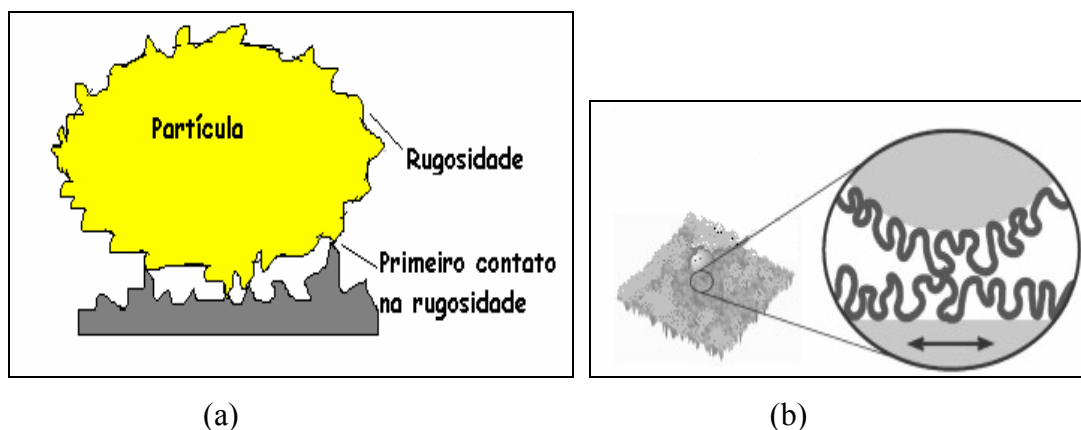 Partícula
Rugosidade
Primeiro contato
na rugosidade
(a)
(b)